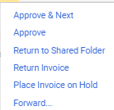 Approve & Next
Approve
Return to Shared Folder
Return Invoice
Place Invoice on Hold
Forward...